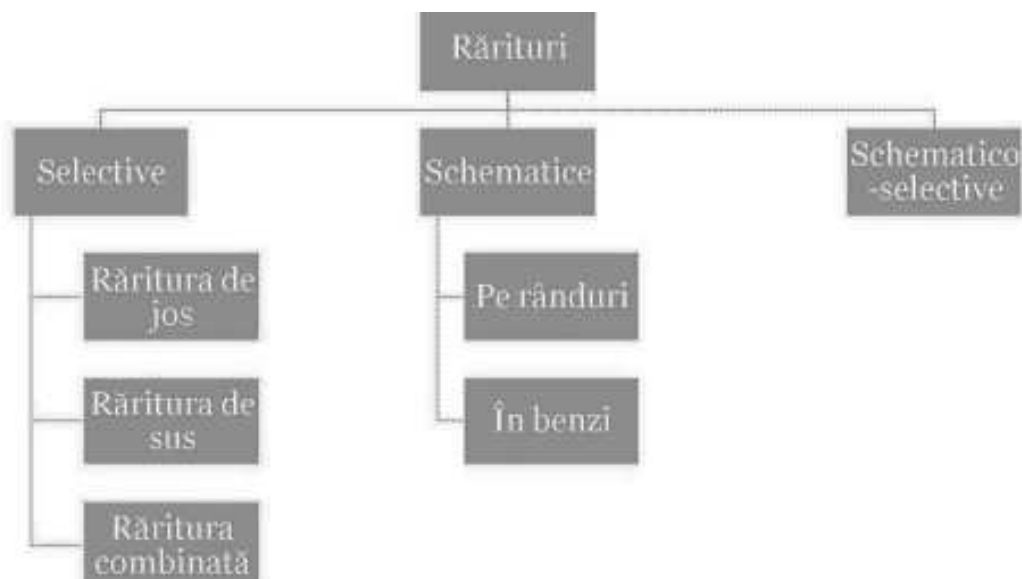 Rărituri
Selective
Schematice
Schematico
-selective
Răritura de
jos
Pe rânduri
Răritura de
sus
În benzi
Răritura
combinată